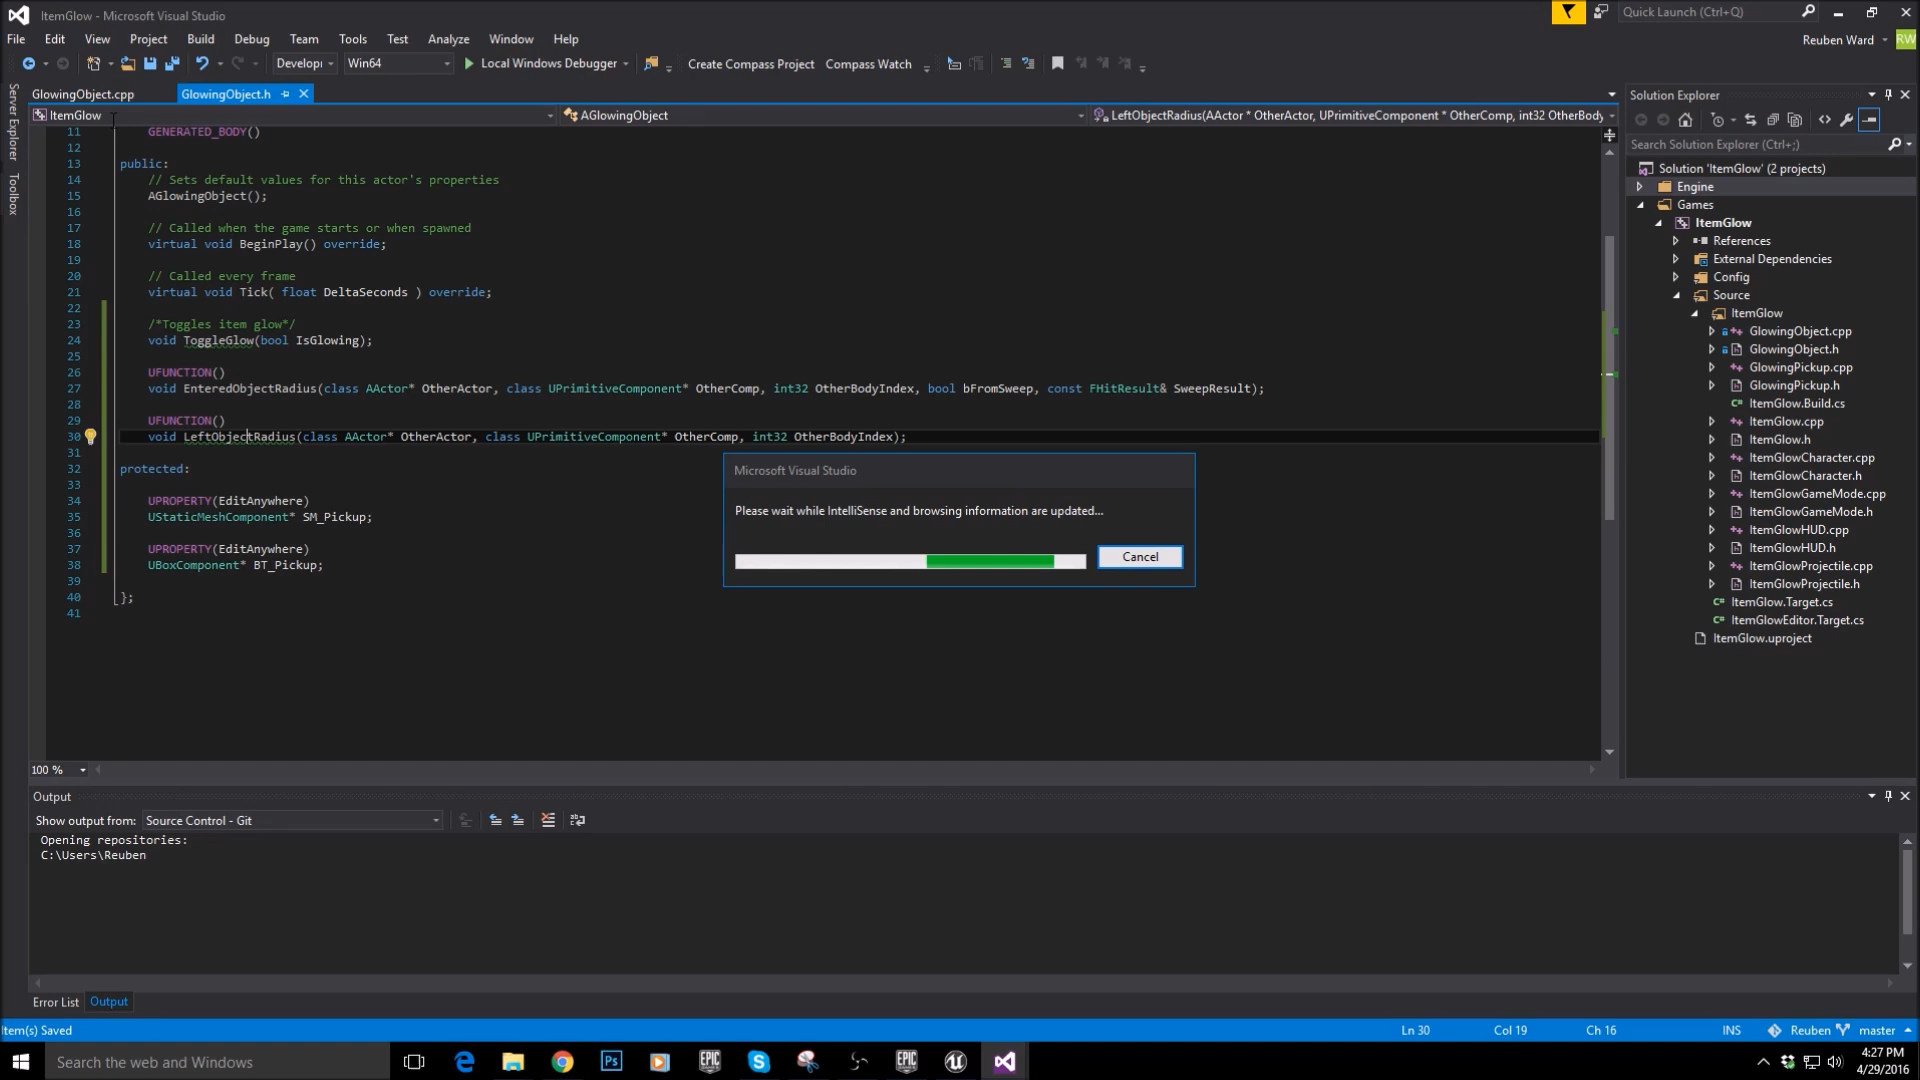 ItemGlow - Microsoft Visual Studio
Quick Launch (Ctrl+Q)
File Edit View Project Build Debug Team Tools Test Analyze Window Help
Reuben Ward RW
Develop Win64 Local Windows Debugger Create Compass Project Compass Watch
Server Explorer
Toolbox
GlowingObject.cpp GlowingObject.h
ItemGlow AGlowingObject LeftObjectRadius(AActor * OtherActor, UPrimitiveComponent * OtherComp, int32 OtherBody
11 GENERATED_BODY()
12
13 public:
14 // Sets default values for this actor's properties
15 AGlowingObject();
16
17 // Called when the game starts or when spawned
18 virtual void BeginPlay() override;
19
20 // Called every frame
21 virtual void Tick( float DeltaSeconds ) override;
22
23 /*Toggles item glow*/
24 void ToggleGlow(bool IsGlowing);
25
26 UFUNCTION()
27 void EnteredObjectRadius(class AActor* OtherActor, class UPrimitiveComponent* OtherComp, int32 OtherBodyIndex, bool bFromSweep, const FHitResult& SweepResult);
28
29 UFUNCTION()
30 void LeftObjectRadius(class AActor* OtherActor, class UPrimitiveComponent* OtherComp, int32 OtherBodyIndex);
31
32 protected:
33
34 UPROPERTY(EditAnywhere)
35 UStaticMeshComponent* SM_Pickup;
36
37 UPROPERTY(EditAnywhere)
38 UBoxComponent* BT_Pickup;
39
40 };
41
Microsoft Visual Studio
Please wait while IntelliSense and browsing information are updated...
Cancel
Solution Explorer
Search Solution Explorer (Ctrl+;)
Solution 'ItemGlow' (2 projects)
Engine
Games
ItemGlow
References
External Dependencies
Config
Source
ItemGlow
GlowingObject.cpp
GlowingObject.h
GlowingPickup.cpp
GlowingPickup.h
ItemGlow.Build.cs
ItemGlow.cpp
ItemGlow.h
ItemGlowCharacter.cpp
ItemGlowCharacter.h
ItemGlowGameMode.cpp
ItemGlowGameMode.h
ItemGlowHUD.cpp
ItemGlowHUD.h
ItemGlowProjectile.cpp
ItemGlowProjectile.h
ItemGlow.Target.cs
ItemGlowEditor.Target.cs
ItemGlow.uproject
100 %
Output
Show output from: Source Control - Git
Opening repositories:
C:\Users\Reuben
Error List Output
Item(s) Saved Ln 30 Col 19 Ch 16 INS Reuben master
Search the web and Windows
Ps
EPIC GAMES
EPIC GAMES
4:27 PM
4/29/2016